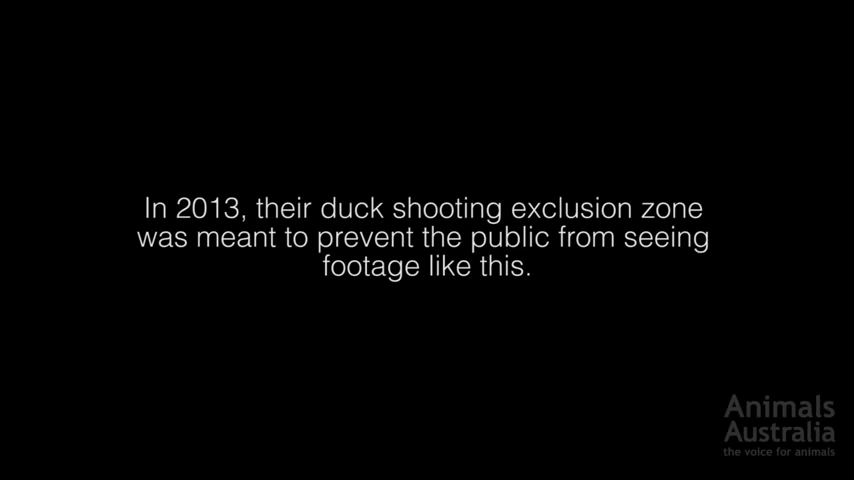 In 2013, their duck shooting exclusion zone
was meant to prevent the public from seeing
footage like this.
Animals
Australia
the voice for animals